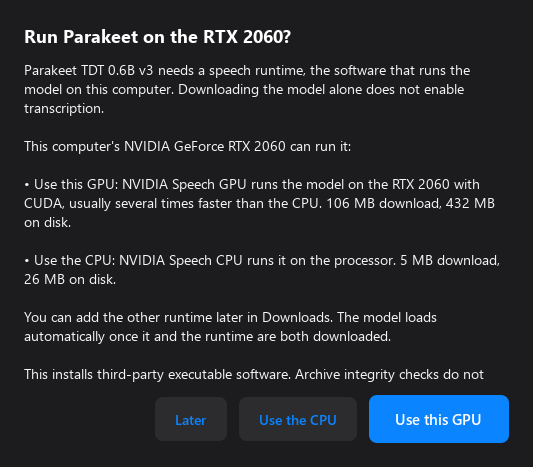 Run Parakeet on the RTX 2060?
Parakeet TDT 0.6B v3 needs a speech runtime, the software that runs the
model on this computer. Downloading the model alone does not enable
transcription.
This computer's NVIDIA GeForce RTX 2060 can run it:
• Use this GPU: NVIDIA Speech GPU runs the model on the RTX 2060 with
CUDA, usually several times faster than the CPU. 106 MB download, 432 MB
on disk.
• Use the CPU: NVIDIA Speech CPU runs it on the processor. 5 MB download,
26 MB on disk.
You can add the other runtime later in Downloads. The model loads
automatically once it and the runtime are both downloaded.
This installs third-party executable software. Archive integrity checks do not
Later
Use the CPU
Use this GPU